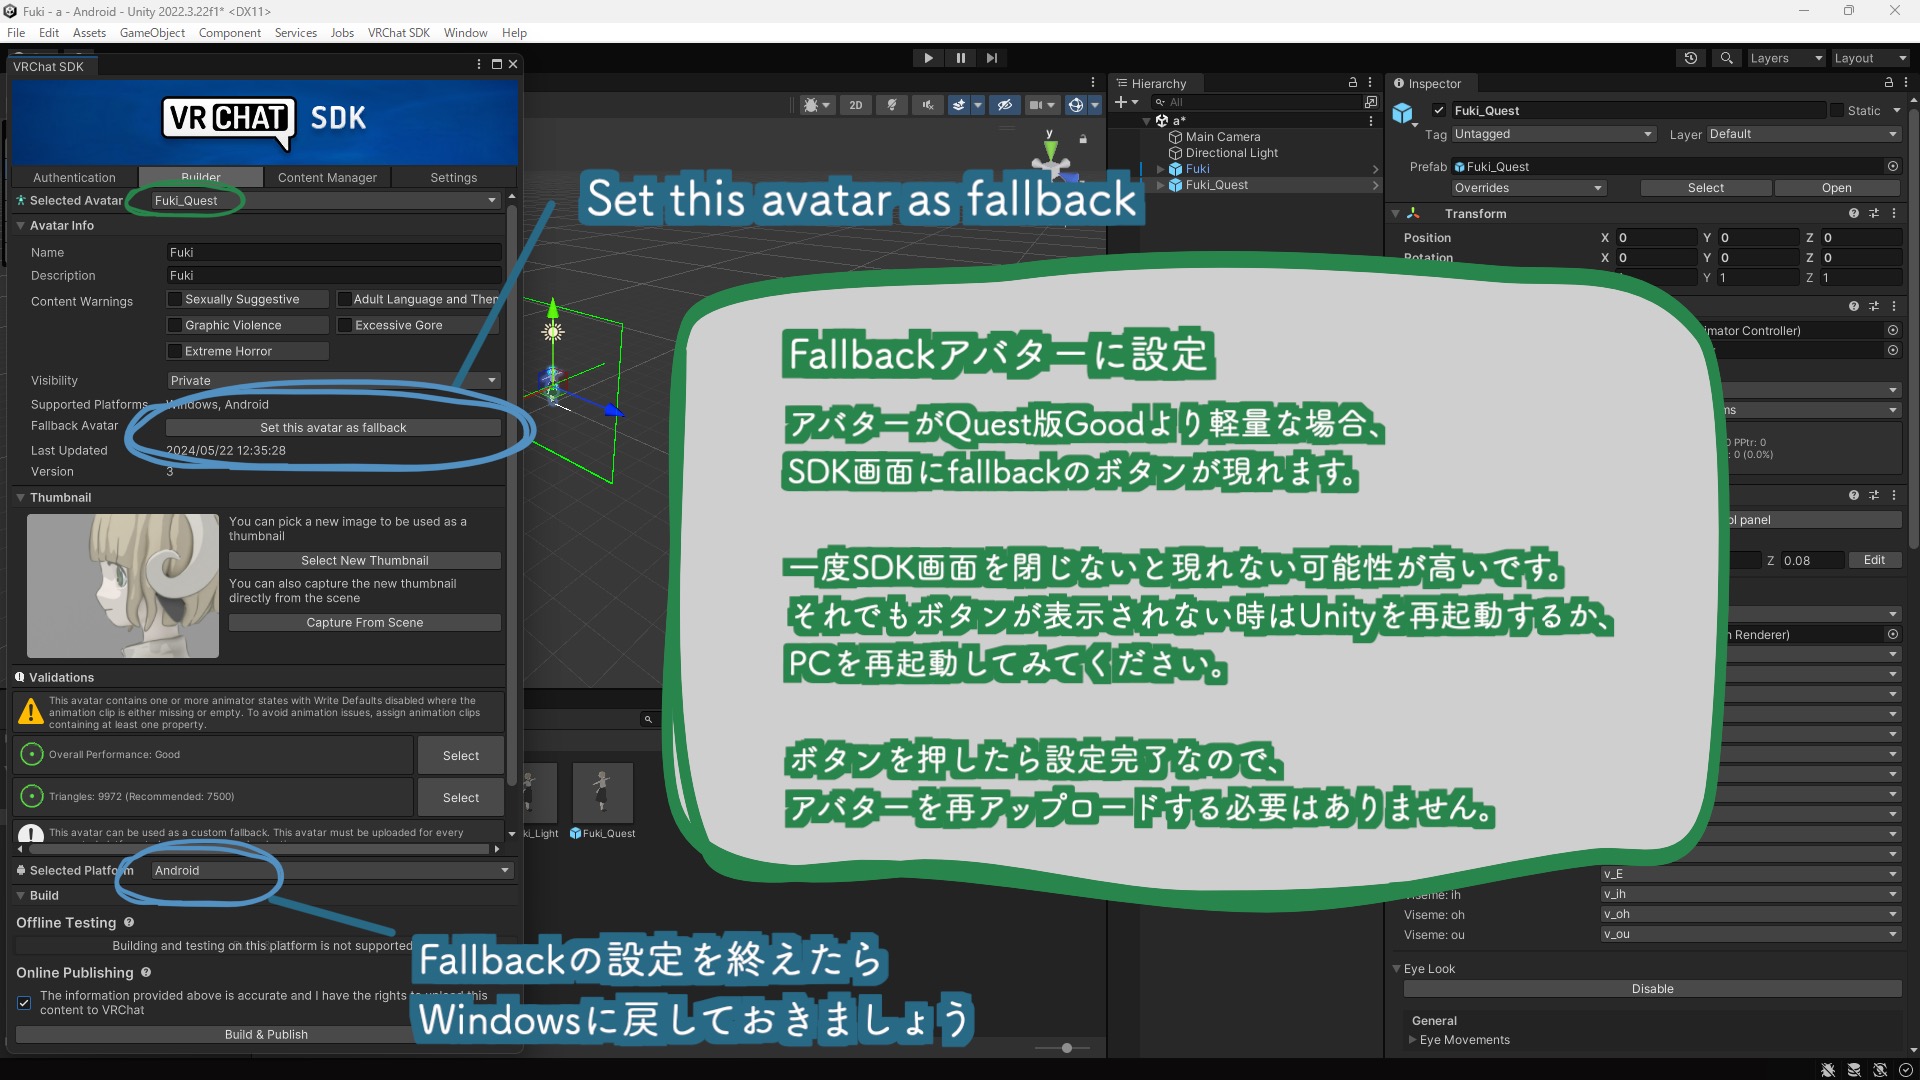 Fuki - a - Android - Unity 2022.3.22f1* <DX11>
File Edit Assets GameObject Component Services Jobs VRChat SDK Window Help
Layers Layout
VRChat SDK
VRCHAT SDK
Authentication Builder Content Manager Settings
Selected Avatar Fuki_Quest
Avatar Info
Name Fuki
Description Fuki
Content Warnings Sexually Suggestive Adult Language and Then
Graphic Violence Excessive Gore
Extreme Horror
Visibility Private
Supported Platforms Windows, Android
Fallback Avatar Set this avatar as fallback
Last Updated 2024/05/22 12:35:28
Version 3
Thumbnail
You can pick a new image to be used as a
thumbnail
Select New Thumbnail
You can also capture the new thumbnail
directly from the scene
Capture From Scene
Validations
This avatar contains one or more animator states with Write Defaults disabled where the
animation clip is either missing or empty. To avoid animation issues, assign animation clips
containing at least one property.
Overall Performance: Good Select
Triangles: 9972 (Recommended: 7500) Select
This avatar can be used as a custom fallback. This avatar must be uploaded for every
Selected Platform Android
Build
Offline Testing
Building and testing on this platform is not supported
Online Publishing
The information provided above is accurate and I have the rights to upload this
content to VRChat
Build & Publish
2D
y
Set this avatar as fallback
Fallbackアバターに設定
アバターがQuest版Goodより軽量な場合、
SDK画面にfallbackのボタンが現れます。
一度SDK画面を閉じないと現れない可能性が高いです。
それでもボタンが表示されない時はUnityを再起動するか、
PCを再起動してみてください。
ボタンを押したら設定完了なので、
アバターを再アップロードする必要はありません。
Fallbackの設定を終えたら
Windowsに戻しておきましょう
ki_Light Fuki_Quest
Hierarchy
All
a*
Main Camera
Directional Light
Fuki
Fuki_Quest
Inspector
Fuki_Quest Static
Tag Untagged Layer Default
Prefab Fuki_Quest
Overrides Select Open
Transform
Position X 0 Y 0 Z 0
Rotation X 0 Y 0 Z 0
Y 1 Z 1
imator Controller)
ms
0 PPtr: 0
: 0 (0.0%)
ol panel
Z 0.08 Edit
n Renderer)
v_E
Viseme: ih v_ih
Viseme: oh v_oh
Viseme: ou v_ou
Eye Look
Disable
General
Eye Movements